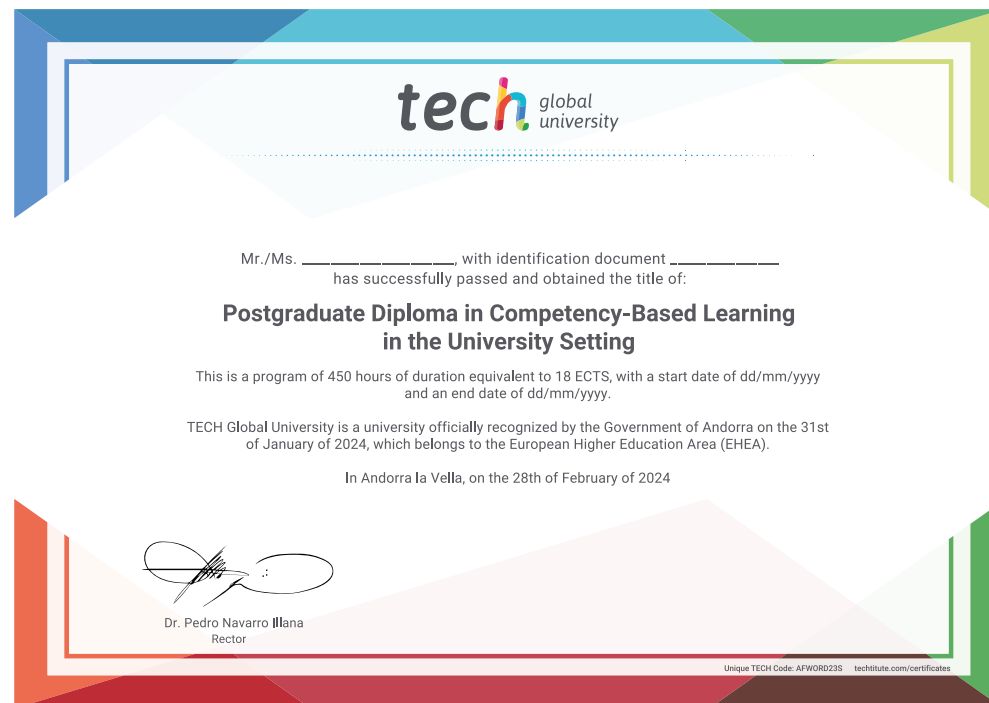 tech global
university
Mr./Ms. ________________, with identification document ____________
has successfully passed and obtained the title of:
Postgraduate Diploma in Competency-Based Learning
in the University Setting
This is a program of 450 hours of duration equivalent to 18 ECTS, with a start date of dd/mm/yyyy
and an end date of dd/mm/yyyy.
TECH Global University is a university officially recognized by the Government of Andorra on the 31st
of January of 2024, which belongs to the European Higher Education Area (EHEA).
In Andorra la Vella, on the 28th of February of 2024
Dr. Pedro Navarro Illana
Rector
Unique TECH Code: AFWORD23S techtitute.com/certificates